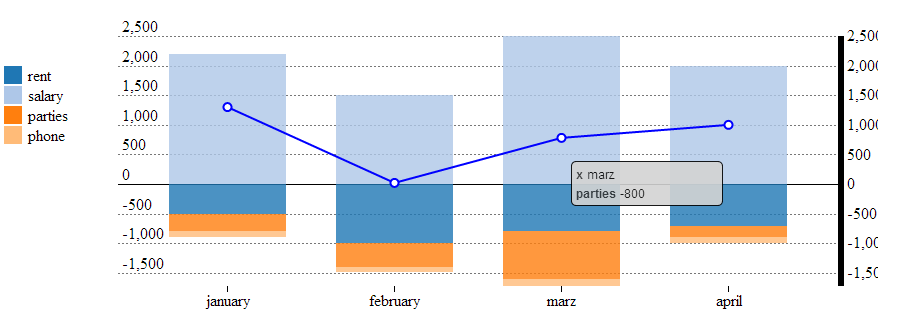 rent
salary
parties
phone
2,500
2,000
1,500
1,000
500
0
-500
-1,000
-1,500
x marz
parties -800
2,500
2,000
1,500
1,000
500
0
-500
-1,00
-1,50
january
february
marz
april